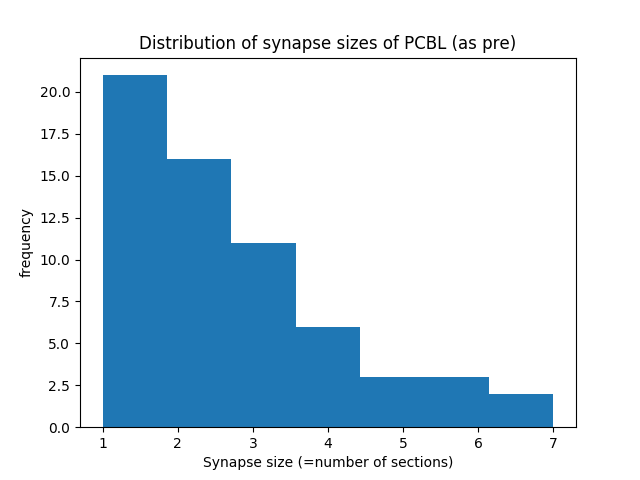 Distribution of synapse sizes of PCBL (as pre)
20.0
17.5
15.0
12.5
10.0
7.5
5.0
2.5
0.0
frequency
1 2 3 4 5 6 7
Synapse size (=number of sections)